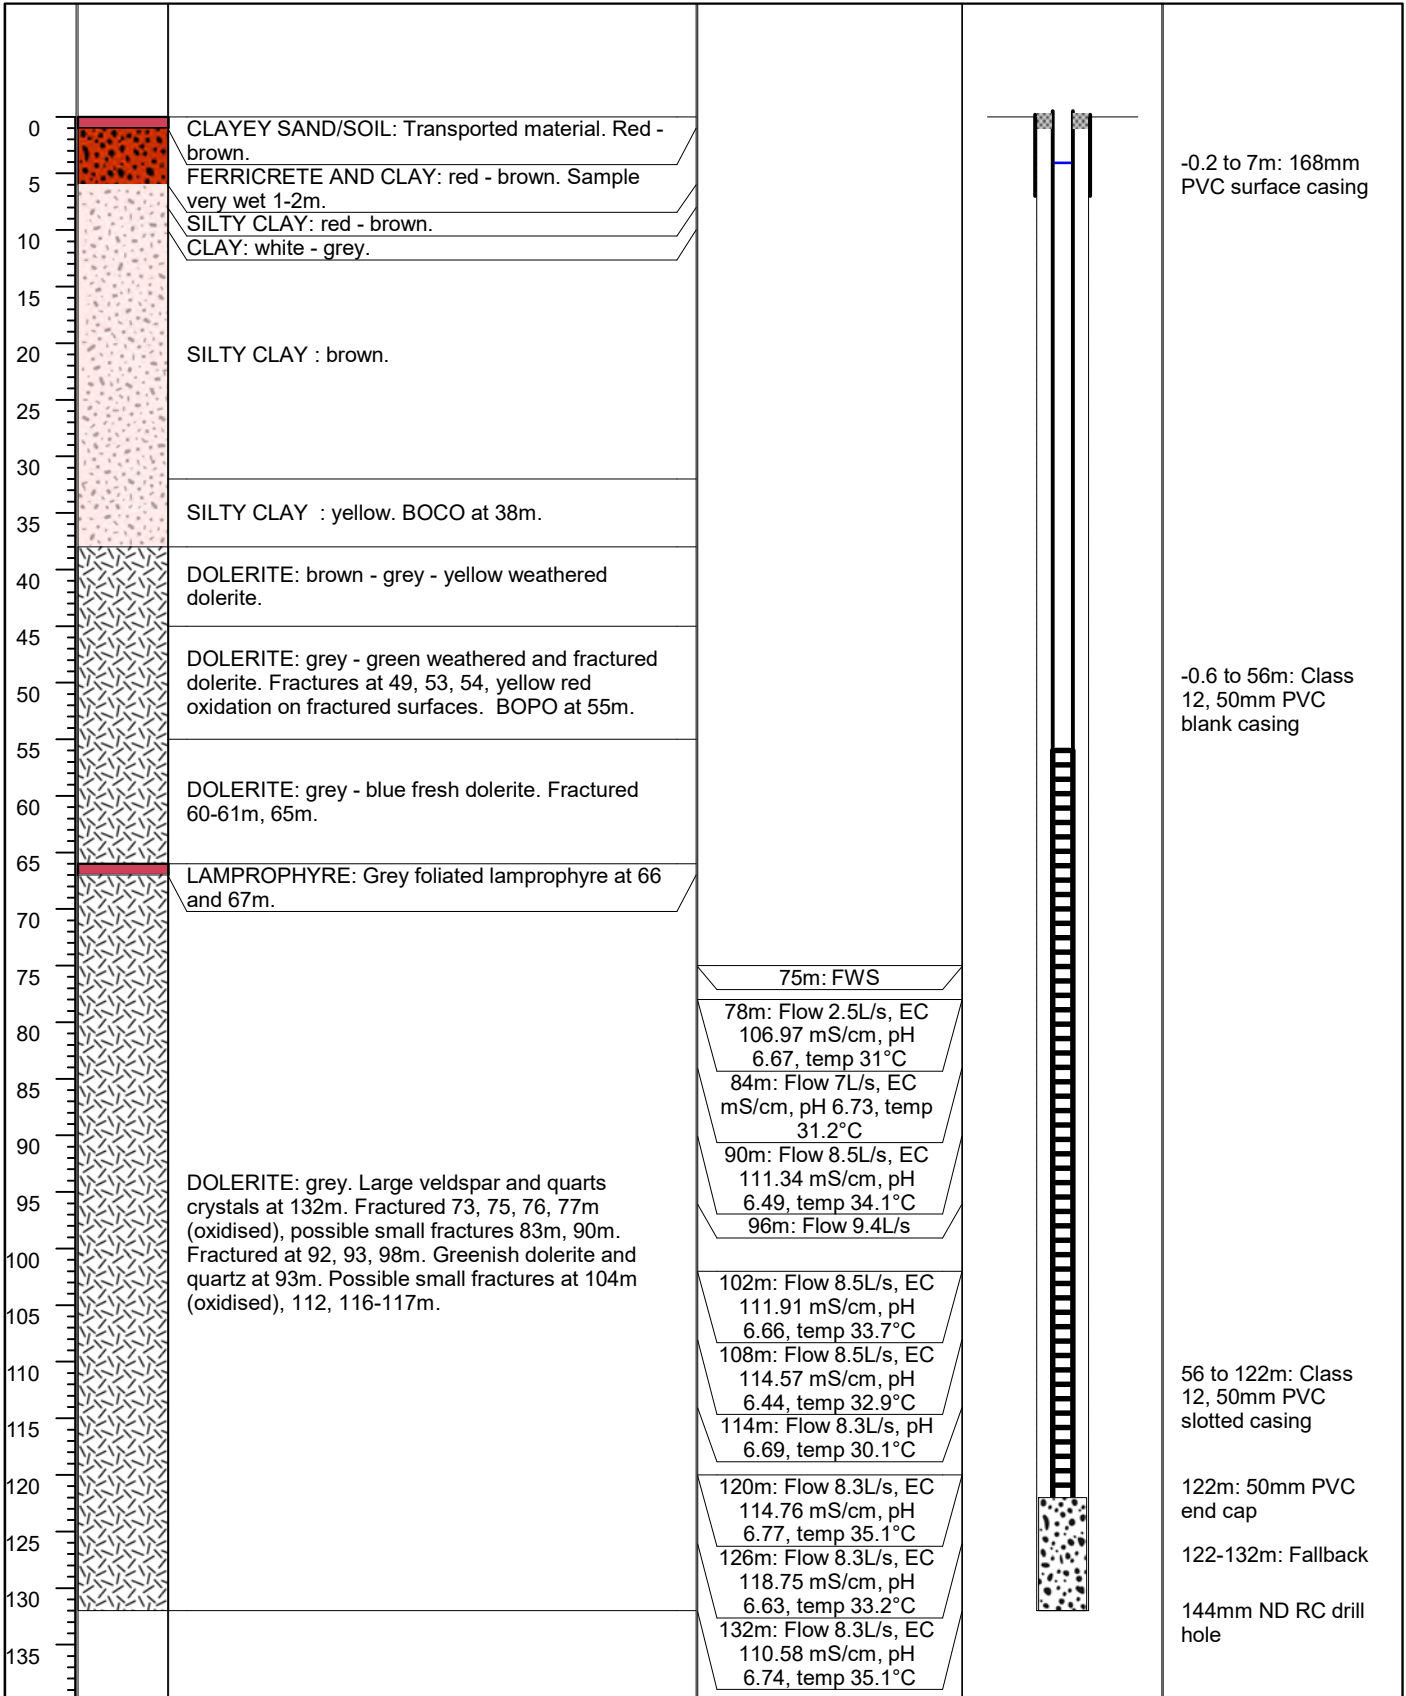 0
5
10
15
20
25
30
35
40
45
50
55
60
65
70
75
80
85
90
95
100
105
110
115
120
125
130
135
CLAYEY SAND/SOIL: Transported material. Red -
brown.
FERRICRETE AND CLAY: red - brown. Sample
very wet 1-2m.
SILTY CLAY: red - brown.
CLAY: white - grey.
SILTY CLAY : brown.
SILTY CLAY  : yellow. BOCO at 38m.
DOLERITE: brown - grey - yellow weathered
dolerite.
DOLERITE: grey - green weathered and fractured
dolerite. Fractures at 49, 53, 54, yellow red
oxidation on fractured surfaces.  BOPO at 55m.
DOLERITE: grey - blue fresh dolerite. Fractured
60-61m, 65m.
LAMPROPHYRE: Grey foliated lamprophyre at 66
and 67m.
DOLERITE: grey. Large veldspar and quarts
crystals at 132m. Fractured 73, 75, 76, 77m
(oxidised), possible small fractures 83m, 90m.
Fractured at 92, 93, 98m. Greenish dolerite and
quartz at 93m. Possible small fractures at 104m
(oxidised), 112, 116-117m.
75m: FWS
78m: Flow 2.5L/s, EC
106.97 mS/cm, pH
6.67, temp 31°C
84m: Flow 7L/s, EC
mS/cm, pH 6.73, temp
31.2°C
90m: Flow 8.5L/s, EC
111.34 mS/cm, pH
6.49, temp 34.1°C
96m: Flow 9.4L/s
102m: Flow 8.5L/s, EC
111.91 mS/cm, pH
6.66, temp 33.7°C
108m: Flow 8.5L/s, EC
114.57 mS/cm, pH
6.44, temp 32.9°C
114m: Flow 8.3L/s, pH
6.69, temp 30.1°C
120m: Flow 8.3L/s, EC
114.76 mS/cm, pH
6.77, temp 35.1°C
126m: Flow 8.3L/s, EC
118.75 mS/cm, pH
6.63, temp 33.2°C
132m: Flow 8.3L/s, EC
110.58 mS/cm, pH
6.74, temp 35.1°C
-0.2 to 7m: 168mm
PVC surface casing
-0.6 to 56m: Class
12, 50mm PVC
blank casing
56 to 122m: Class
12, 50mm PVC
slotted casing
122m: 50mm PVC
end cap
122-132m: Fallback
144mm ND RC drill
hole